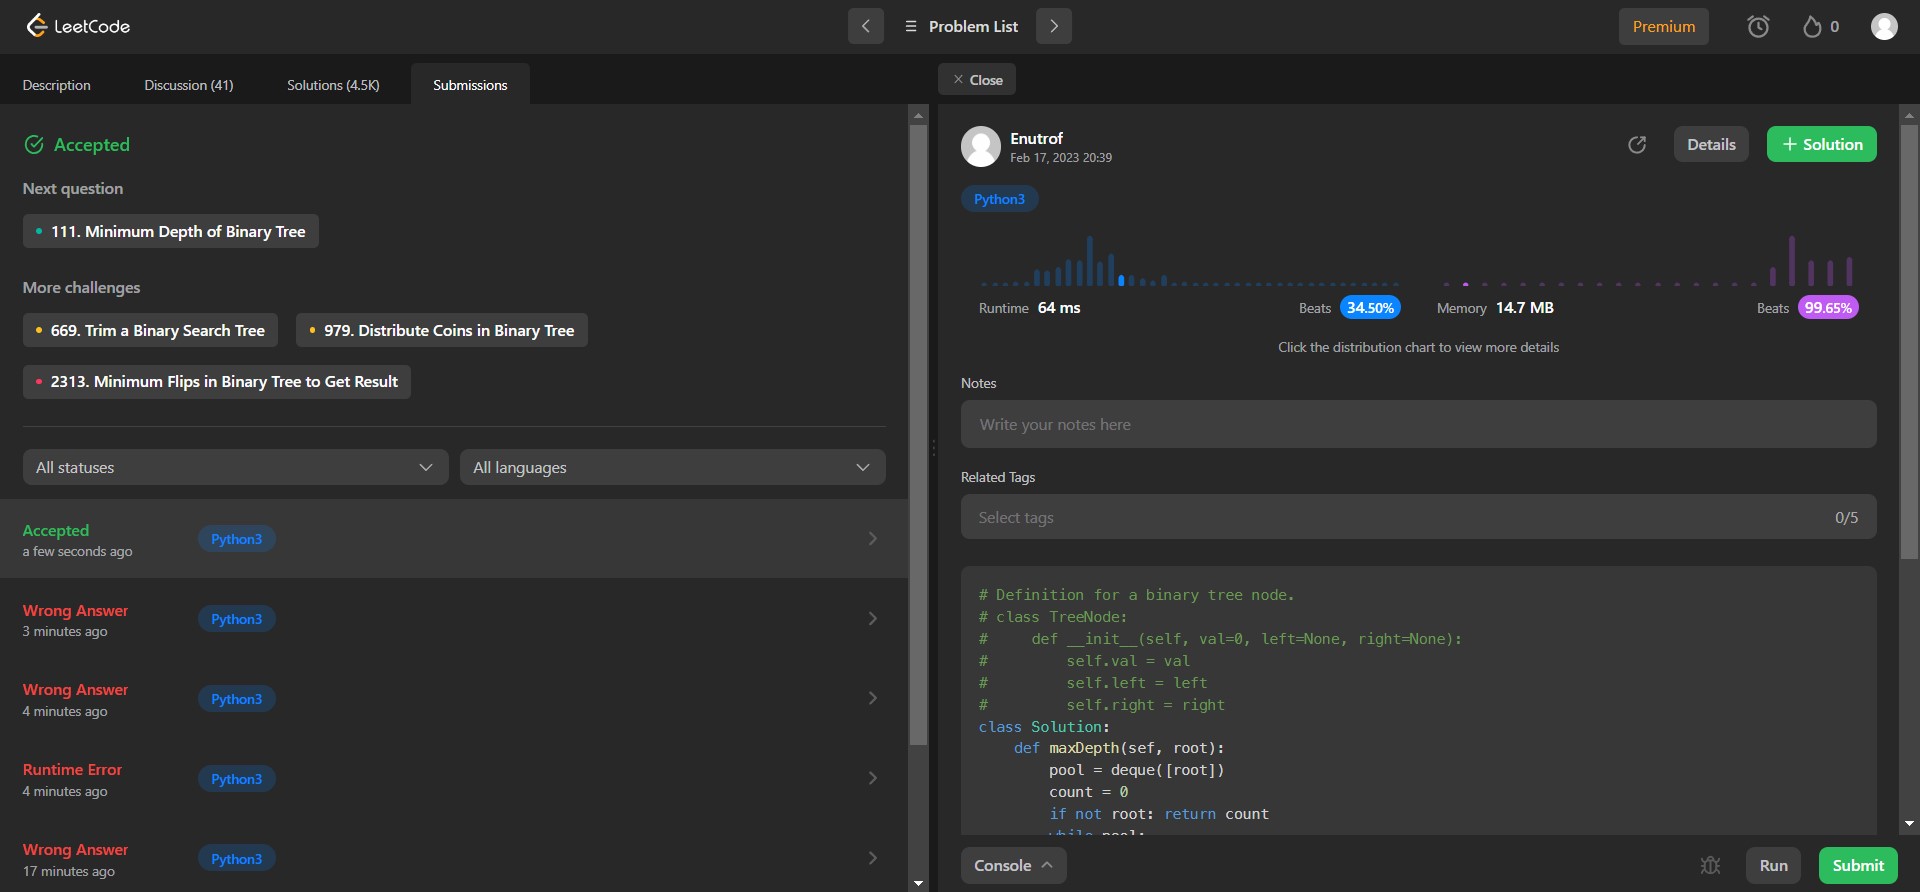 LeetCode
Problem List
Premium
0
Description
Discussion (41)
Solutions (4.5K)
Submissions
Close
Accepted
Next question
111. Minimum Depth of Binary Tree
More challenges
669. Trim a Binary Search Tree
979. Distribute Coins in Binary Tree
2313. Minimum Flips in Binary Tree to Get Result
All statuses
All languages
Accepted
a few seconds ago
Python3
Wrong Answer
3 minutes ago
Python3
Wrong Answer
4 minutes ago
Python3
Runtime Error
4 minutes ago
Python3
Wrong Answer
17 minutes ago
Python3
Enutrof
Feb 17, 2023 20:39
Details
+ Solution
Python3
Runtime 64 ms
Beats 34.50%
Memory 14.7 MB
Beats 99.65%
Click the distribution chart to view more details
Notes
Write your notes here
Related Tags
Select tags
0/5
# Definition for a binary tree node.
# class TreeNode:
#     def __init__(self, val=0, left=None, right=None):
#         self.val = val
#         self.left = left
#         self.right = right
class Solution:
    def maxDepth(sef, root):
        pool = deque([root])
        count = 0
        if not root: return count
        while pool:
Console
Run
Submit